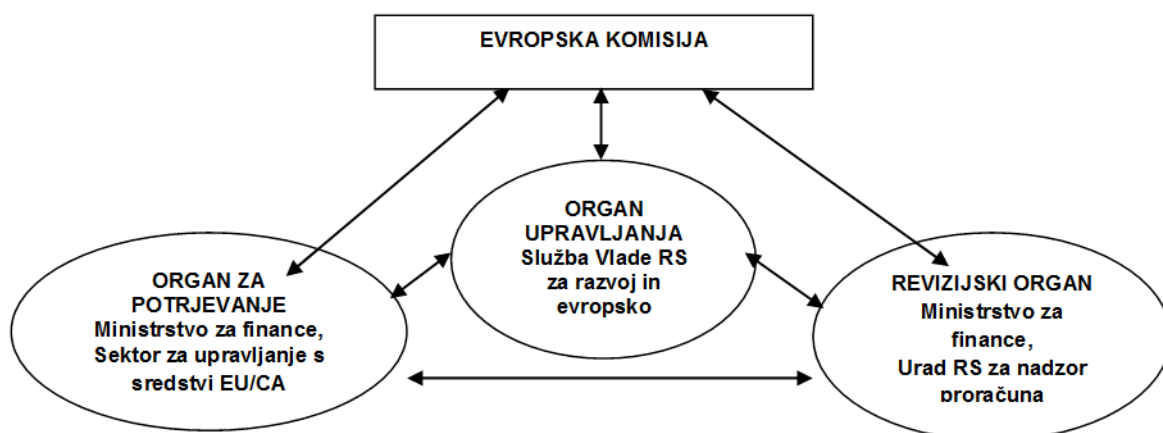 EVROPSKA KOMISIJA
ORGAN
UPRAVLJANJA
Služba Vlade RS
za razvoj in
evropsko
ORGAN ZA
POTRJEVANJE
Ministrstvo za finance,
Sektor za upravljanje s
sredstvi EU/CA
REVIZIJSKI ORGAN
Ministrstvo za
finance,
Urad RS za nadzor
proračuna